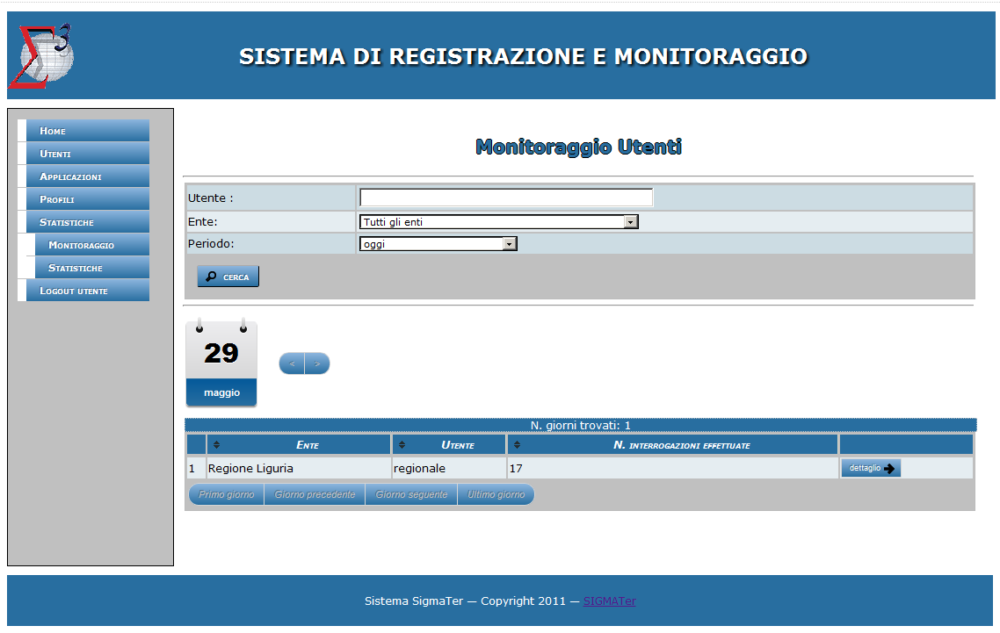 Σ3
SISTEMA DI REGISTRAZIONE E MONITORAGGIO
Home
Utenti
Applicazioni
Profili
Statistiche
Monitoraggio
Statistiche
Logout utente
Monitoraggio Utenti
Utente :
Ente: Tutti gli enti
Periodo: oggi
cerca
29
maggio
< >
N. giorni trovati: 1
Ente Utente N. interrogazioni effettuate
1 Regione Liguria regionale 17 dettaglio
Primo giorno Giorno precedente Giorno seguente Ultimo giorno
Sistema SigmaTer — Copyright 2011 — SIGMATer